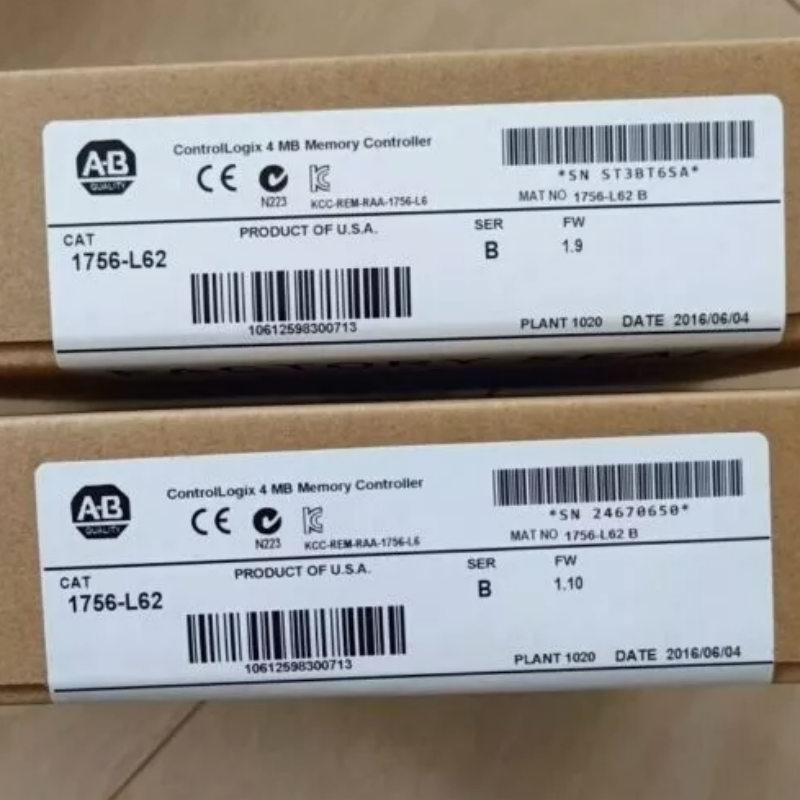 A-B
QUALITY
ControlLogix 4 MB Memory Controller
CE
N223
KCC-REM-RAA-1756-L6
*SN ST3BT6SA*
MAT NO 1756-L62 B
CAT
1756-L62
PRODUCT OF U.S.A.
SER
B
FW
1.9
10612598300713
PLANT 1020 DATE 2016/06/04
A-B
QUALITY
ControlLogix 4 MB Memory Controller
CE
N223
KCC-REM-RAA-1756-L6
*SN 24670650*
MAT NO 1756-L62 B
CAT
1756-L62
PRODUCT OF U.S.A.
SER
B
FW
1.10
10612598300713
PLANT 1020 DATE 2016/06/04